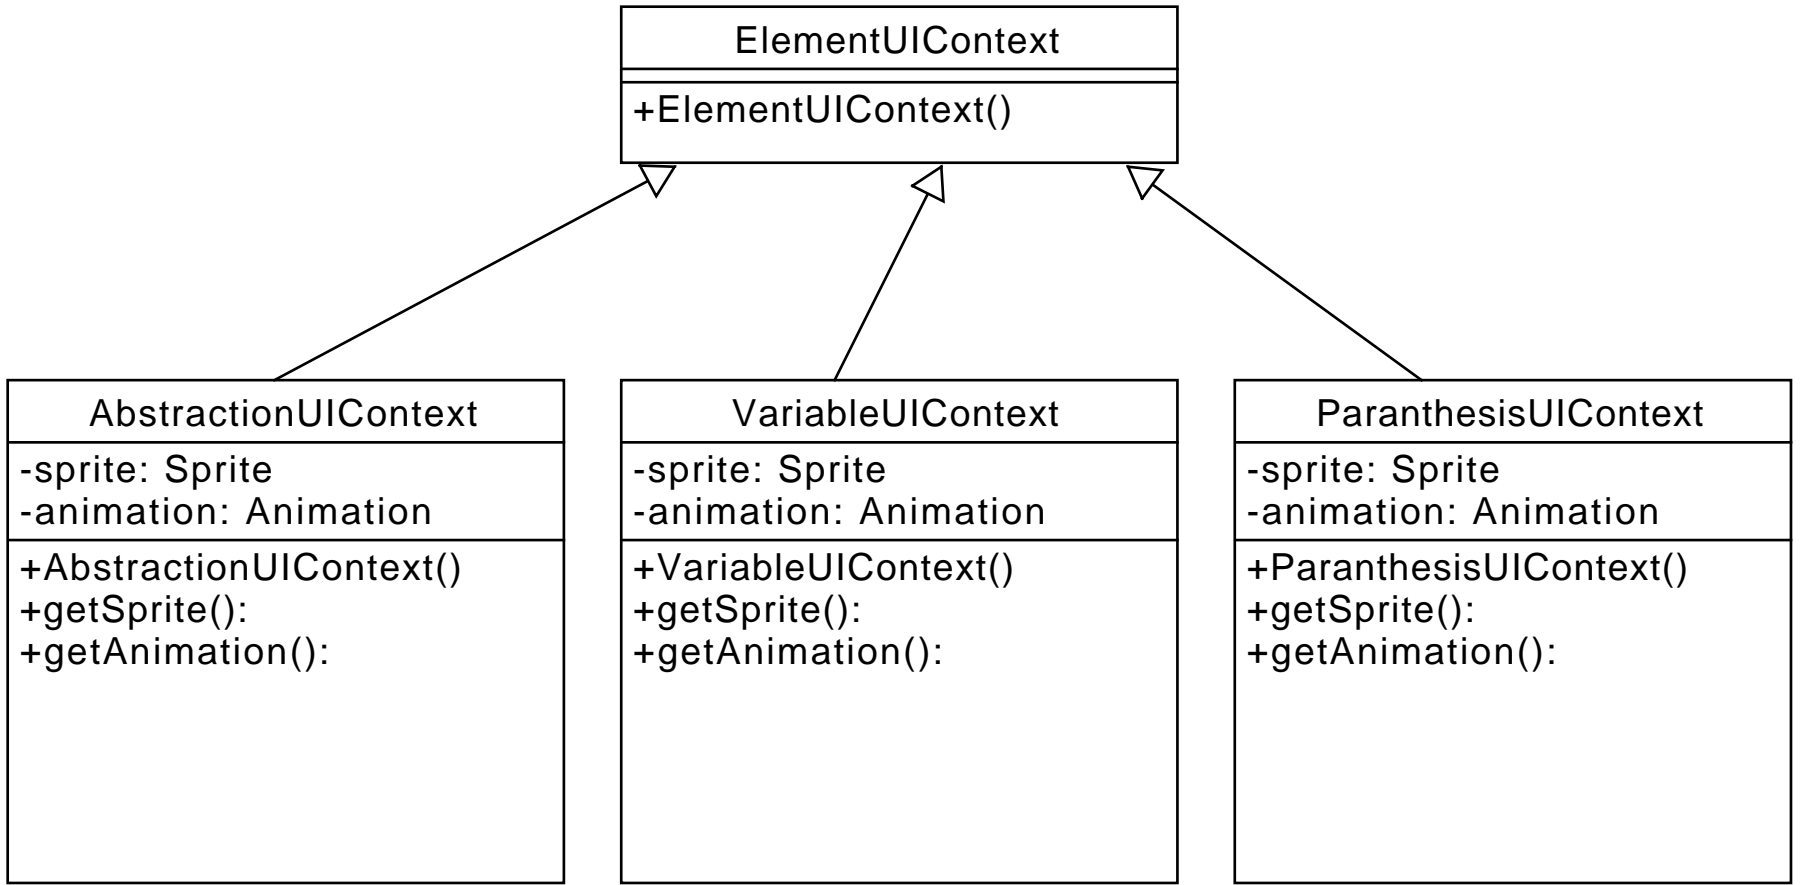 ElementUIContext
+ElementUIContext()
AbstractionUIContext
-sprite: Sprite
-animation: Animation
+AbstractionUIContext()
+getSprite():
+getAnimation():
VariableUIContext
-sprite: Sprite
-animation: Animation
+VariableUIContext()
+getSprite():
+getAnimation():
ParanthesisUIContext
-sprite: Sprite
-animation: Animation
+ParanthesisUIContext()
+getSprite():
+getAnimation():